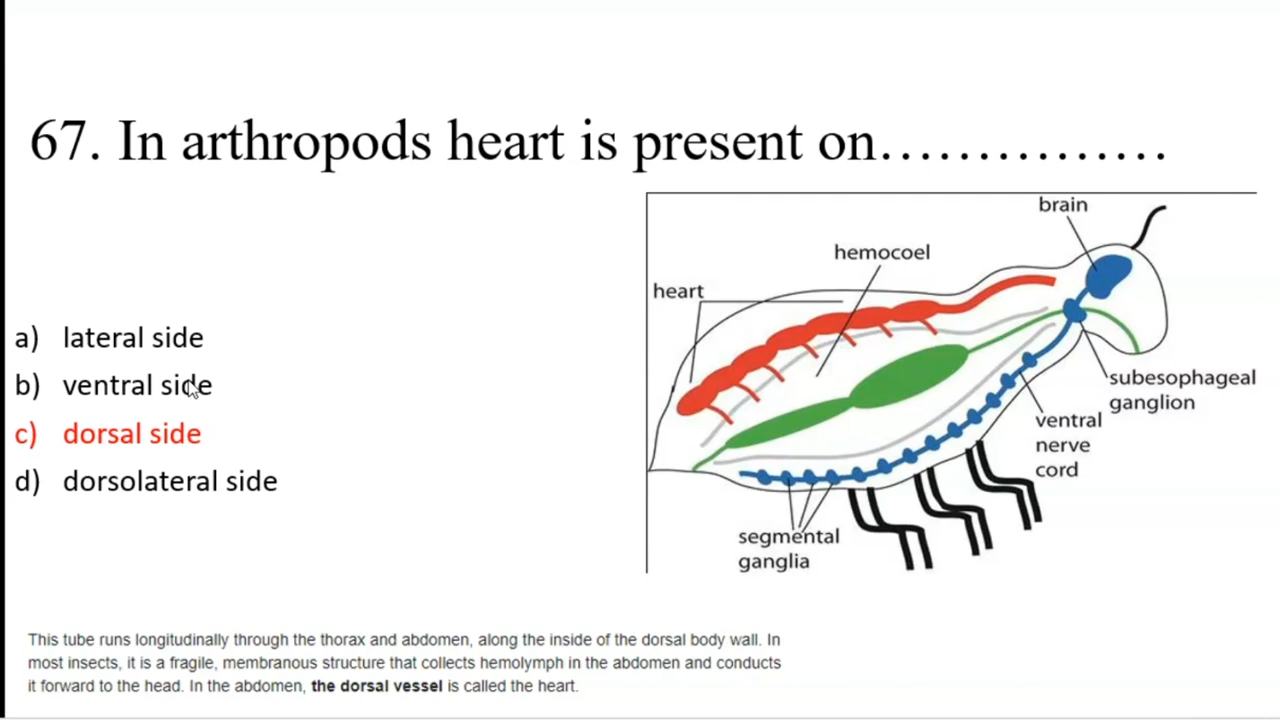 67. In arthropods heart is present on……………
brain
hemocoel
heart
a) lateral side
b) ventral side
c) dorsal side
d) dorsolateral side
subesophageal
ganglion
ventral
nerve
cord
segmental
ganglia
This tube runs longitudinally through the thorax and abdomen, along the inside of the dorsal body wall. In
most insects, it is a fragile, membranous structure that collects hemolymph in the abdomen and conducts
it forward to the head. In the abdomen, the dorsal vessel is called the heart.